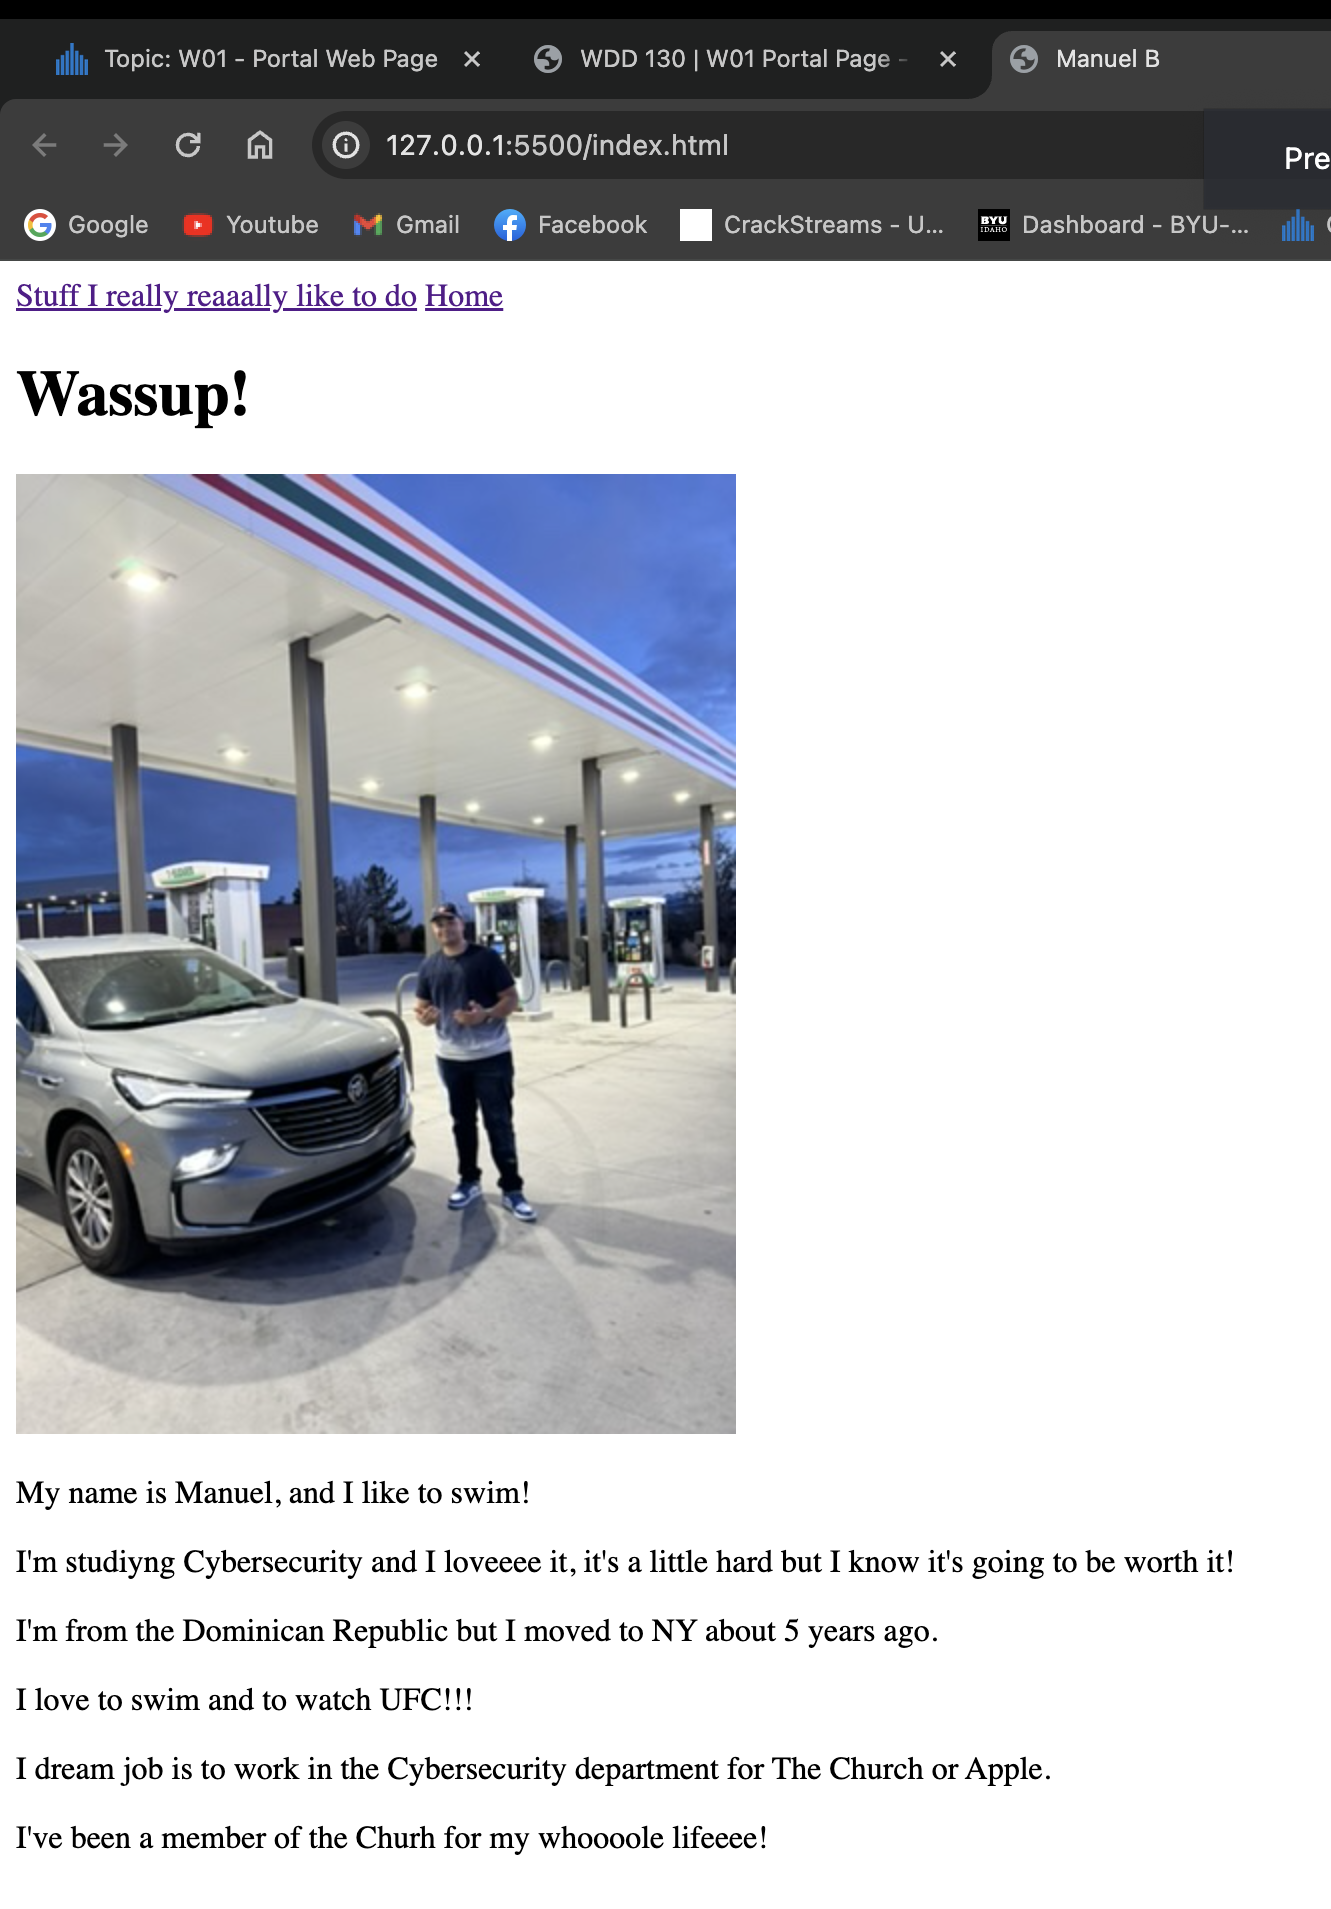 Topic: W01 - Portal Web Page
WDD 130 | W01 Portal Page -
Manuel B
127.0.0.1:5500/index.html
Pre
Google
Youtube
Gmail
Facebook
CrackStreams - U...
BYU
IDAHO
Dashboard - BYU-...
Stuff I really reaaally like to do Home
Wassup!
My name is Manuel, and I like to swim!
I'm studiyng Cybersecurity and I loveeee it, it's a little hard but I know it's going to be worth it!
I'm from the Dominican Republic but I moved to NY about 5 years ago.
I love to swim and to watch UFC!!!
I dream job is to work in the Cybersecurity department for The Church or Apple.
I've been a member of the Churh for my whoooole lifeeee!